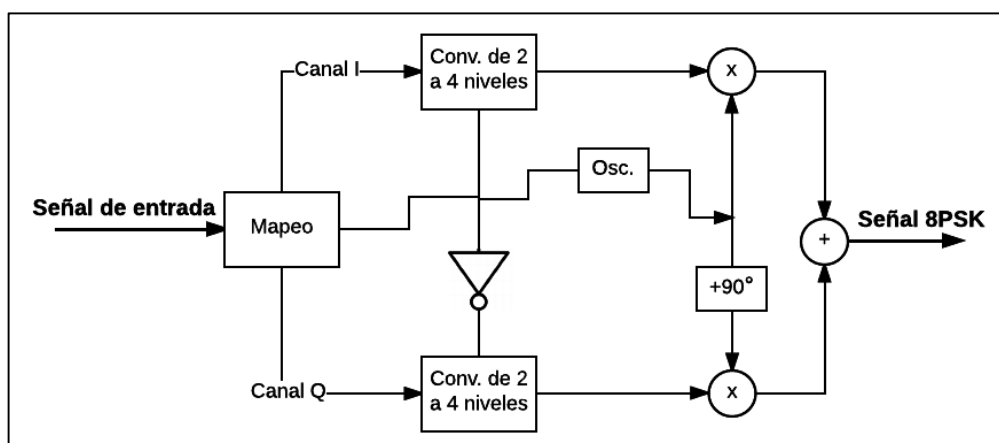 Canal I
Conv. de 2
a 4 niveles
x
Osc.
Señal de entrada
Mapeo
Señal 8PSK
+
+90°
Canal Q
Conv. de 2
a 4 niveles
x